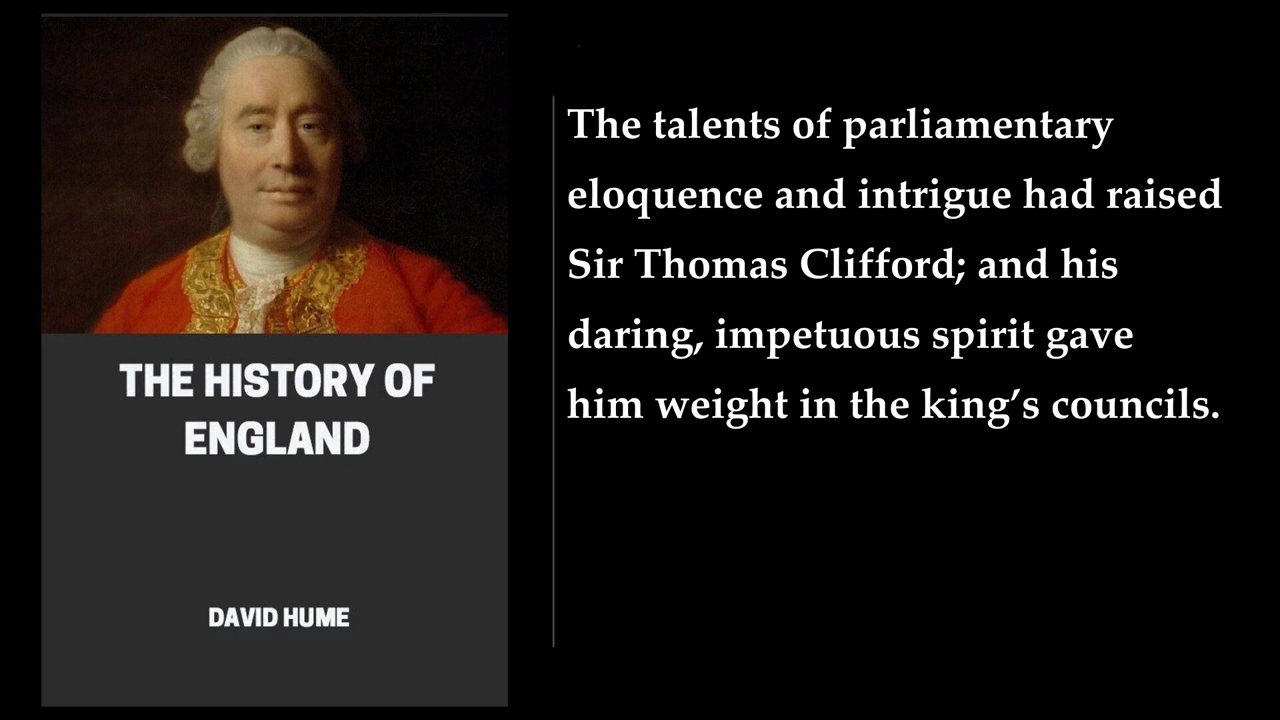 THE HISTORY OF
ENGLAND
DAVID HUME
The talents of parliamentary
eloquence and intrigue had raised
Sir Thomas Clifford; and his
daring, impetuous spirit gave
him weight in the king’s councils.